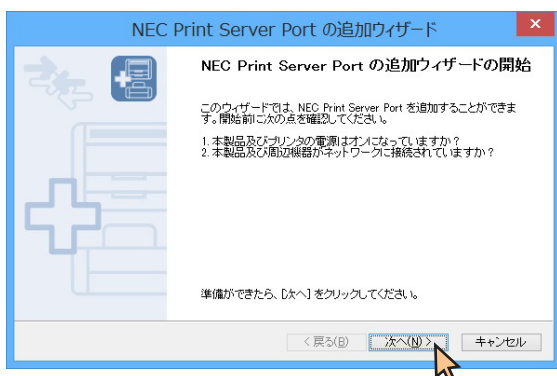 NEC Print Server Port の追加ウィザード
NEC Print Server Port の追加ウィザードの開始
このウィザードでは、NEC Print Server Port を追加することができま
す。開始前に次の点を確認してください。
1. 本製品及びプリンタの電源はオンになっていますか？
2. 本製品及び周辺機器がネットワークに接続されていますか？
準備ができたら、[次へ] をクリックしてください。
< 戻る(B) 次へ(N) > キャンセル